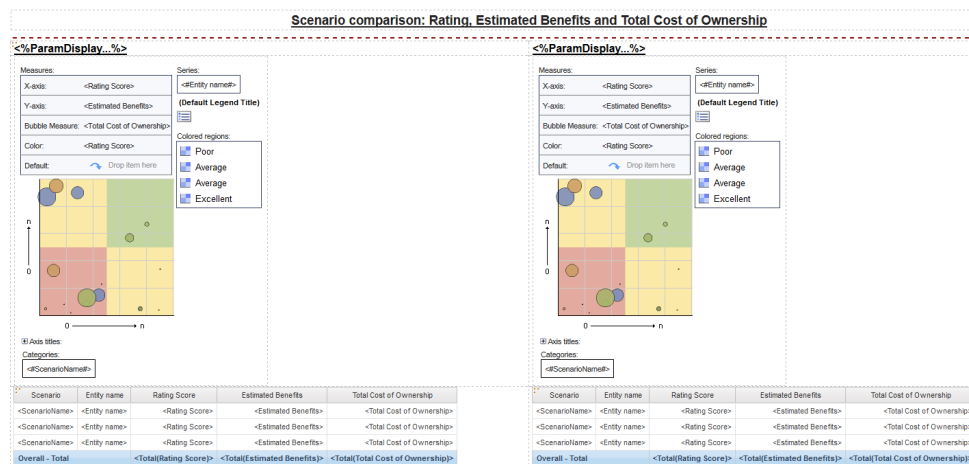 Scenario comparison: Rating, Estimated Benefits and Total Cost of Ownership
<%ParamDisplay...%>
Measures:
X-axis: <Rating Score>
Y-axis: <Estimated Benefits>
Bubble Measure: <Total Cost of Ownership>
Color: <Rating Score>
Default: Drop item here
Series:
<#Entity name#>
(Default Legend Title)
Colored regions:
Poor
Average
Average
Excellent
n
0
0 n
Axis titles:
Categories:
<#ScenarioName#>
Scenario Entity name Rating Score Estimated Benefits Total Cost of Ownership
<ScenarioName> <Entity name> <Rating Score> <Estimated Benefits> <Total Cost of Ownership>
<ScenarioName> <Entity name> <Rating Score> <Estimated Benefits> <Total Cost of Ownership>
<ScenarioName> <Entity name> <Rating Score> <Estimated Benefits> <Total Cost of Ownership>
Overall - Total <Total(Rating Score)> <Total(Estimated Benefits)> <Total(Total Cost of Ownership)>
<%ParamDisplay...%>
Measures:
X-axis: <Rating Score>
Y-axis: <Estimated Benefits>
Bubble Measure: <Total Cost of Ownership>
Color: <Rating Score>
Default: Drop item here
Series:
<#Entity name#>
(Default Legend Title)
Colored regions:
Poor
Average
Average
Excellent
n
0
0 n
Axis titles:
Categories:
<#ScenarioName#>
Scenario Entity name Rating Score Estimated Benefits Total Cost of Ownership
<ScenarioName> <Entity name> <Rating Score> <Estimated Benefits> <Total Cost of Ownership>
<ScenarioName> <Entity name> <Rating Score> <Estimated Benefits> <Total Cost of Ownership>
<ScenarioName> <Entity name> <Rating Score> <Estimated Benefits> <Total Cost of Ownership>
Overall - Total <Total(Rating Score)> <Total(Estimated Benefits)> <Total(Total Cost of Ownership)>